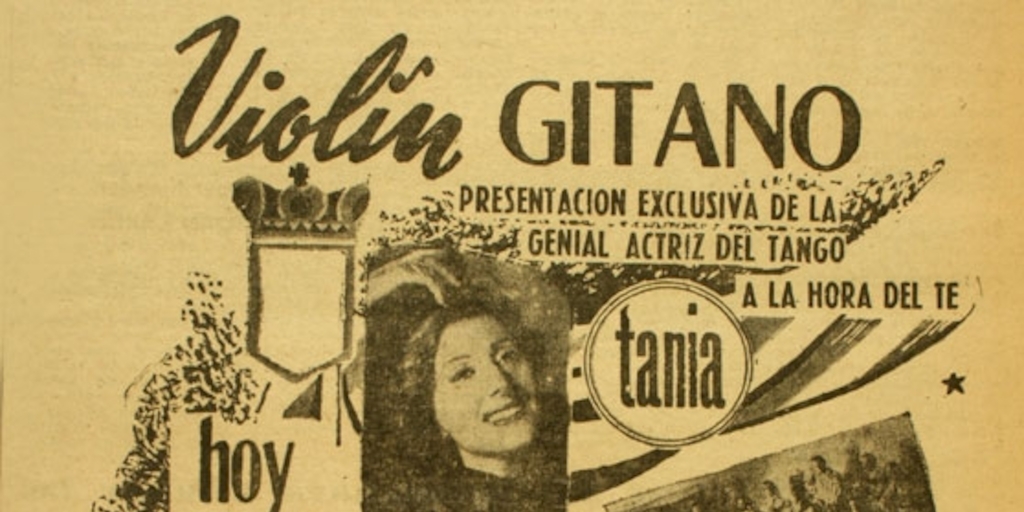 Violín GITANO
PRESENTACION EXCLUSIVA DE LA
GENIAL ACTRIZ DEL TANGO
A LA HORA DEL TE
tania
hoy